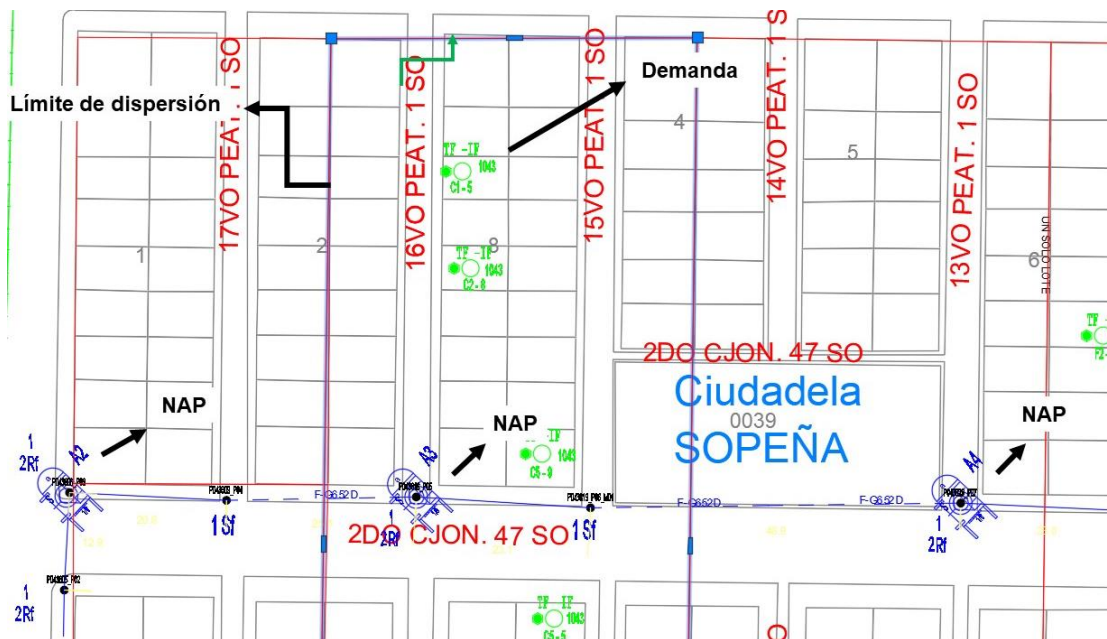 Límite de dispersión
Demanda
NAP
NAP
NAP
17VO PEAT. 1 SO
16VO PEAT. 1 SO
15VO PEAT. 1 SO
14VO PEAT. 1 S
13VO PEAT. 1 SO
1
2
8
4
5
6
UN SOLO LOTE
TF -IF
1043
C1-5
TF -IF
1043
C2-8
1043
C5-9
2DO CJON. 47 SO
Ciudadela
0039
SOPEÑA
1
2Rf
A2
A3
A4
F-G652D
F-G652D
F-G652D
1Sf
1
2Rf
2DO CJON. 47 SO
1Sf
1
2Rf
1
2Rf
TF -IF
1043
C5-5